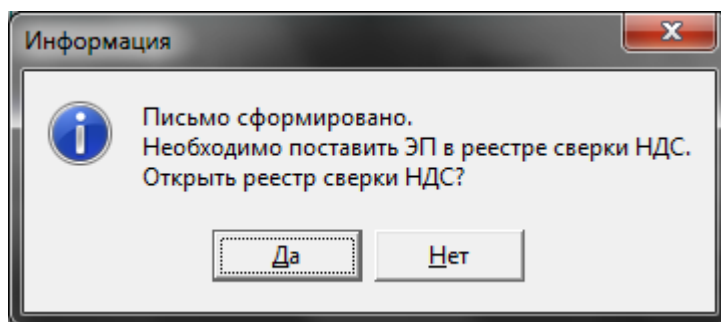 Информация
Письмо сформировано.
Необходимо поставить ЭП в реестре сверки НДС.
Открыть реестр сверки НДС?
Да
Нет